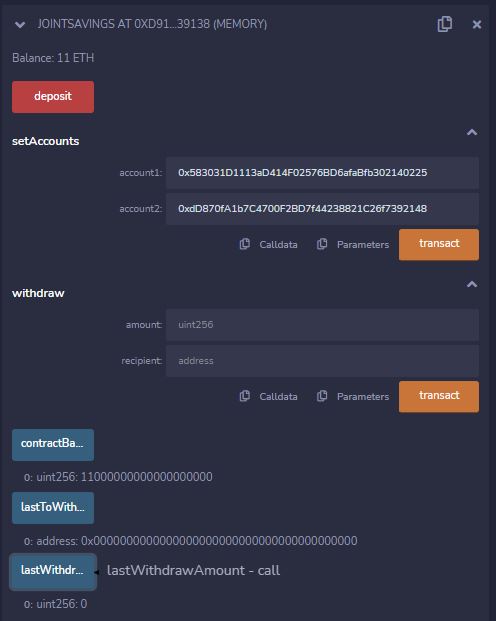 JOINTSAVINGS AT 0XD91...39138 (MEMORY)
Balance: 11 ETH
deposit
setAccounts
account1: 0x583031D1113aD414F02576BD6afaBfb302140225
account2: 0xdD870fA1b7C4700F2BD7f44238821C26f7392148
Calldata Parameters transact
withdraw
amount: uint256
recipient: address
Calldata Parameters transact
contractBa...
0: uint256: 11000000000000000000
lastToWith...
0: address: 0x0000000000000000000000000000000000000000
lastWithdr... lastWithdrawAmount - call
0: uint256: 0